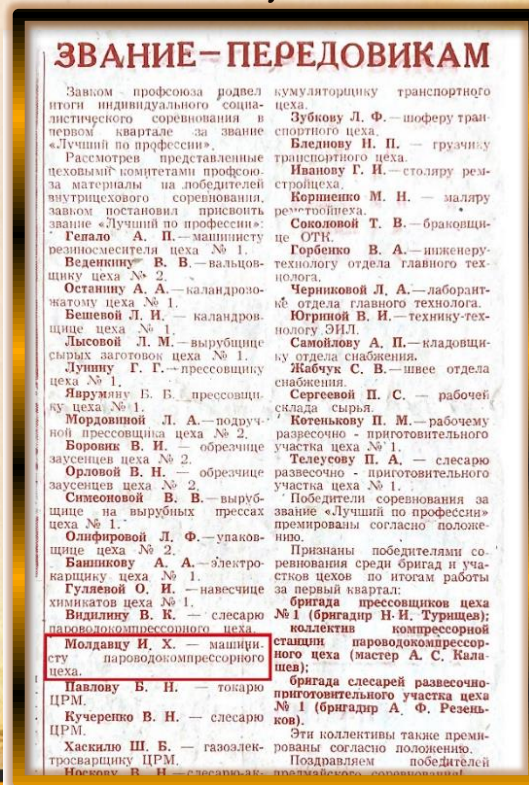 ЗВАНИЕ — ПЕРЕДОВИКАМ
Завком профсоюза подвел
итоги индивидуального социа-
листического соревнования в
первом квартале за звание
«Лучший по профессии».
Рассмотрев представленные
цеховыми комитетами профсою-
за материалы на победителей
внутрицехового соревнования,
завком постановил присвоить
звание «Лучший по профессии»:
Гепало А. П.—машинисту
резиносмесителя цеха № 1.
Веденкину В. В.—вальцов-
щику цеха № 2.
Останину А. А.—каландрово-
жатому цеха № 1.
Бешевой Л. И. — каландров-
щице цеха № 1.
Лысовой Л. М.—вырубщице
сырых заготовок цеха № 1.
Лунину Г. Г.—прессовщику
цеха № 1.
Яврумяну Б. Б. прессовщи-
ку цеха № 1.
Мордовиной Л. А.—подруч-
ной прессовщика цеха № 2.
Боровик В. И. — обрезчице
заусенцев цеха № 2.
Орловой В. Н. — обрезчице
заусенцев цеха № 2.
Симеоновой В. В.—выруб-
щице на вырубных прессах
цеха № 1.
Олифировой Л. Ф.—упаков-
щице цеха № 2.
Банникову А. А.—электро-
карщику цеха № 1.
Гуляевой О. И. —навесчице
химикатов цеха № 1.
Видилину В. К. — слесарю
пароводокомпрессорного цеха.
Молдавцу И. Х. — машини-
сту пароводокомпрессорного
цеха.
Павлову Б. Н. — токарю
ЦРМ.
Кучеренко В. Н. — слесарю
ЦРМ.
Хаскилю Ш. Б. — газоэлек-
тросварщику ЦРМ.
Носкову В. Н.—слесарю-ак-
кумуляторщику транспортного
цеха.
Зубкову Л. Ф.—шоферу тран-
спортного цеха.
Бледнову Н. П. — грузчику
транспортного цеха.
Иванову Г. И.—столяру рем-
стройцеха.
Корниенко М. Н. — маляру
ремстройцеха.
Соколовой Т. В.—браковщи-
це ОТК.
Горбенко В. А.—инженеру-
технологу отдела главного тех-
нолога.
Черниковой Л. А.—лаборант-
ке отдела главного технолога.
Югриной В. И.—технику-тех-
нологу ЭИЛ.
Самойлову А. П.—кладовщи-
ку отдела снабжения.
Жабчук С. В.—швее отдела
снабжения.
Сергеевой П. С. — рабочей
склада сырья.
Котенькову П. М.—рабочему
развесочно - приготовительного
участка цеха № 1.
Телеусову П. А. — слесарю
развесочно - приготовительного
участка цеха № 1.
Победители соревнования за
звание «Лучший по профессии»
премированы согласно положе-
нию.
Признаны победителями со-
ревнования среди бригад и уча-
стков цехов по итогам работы
за первый квартал:
бригада прессовщиков цеха
№ 1 (бригадир Н. И. Турищев);
коллектив компрессорной
станции пароводокомпрессор-
ного цеха (мастер А. С. Кала-
шев);
бригада слесарей развесочно-
приготовительного участка цеха
№ 1 (бригадир А. Ф. Резень-
ков).
Эти коллективы также преми-
рованы согласно положению.
Поздравляем победителей
предмайского соревнования!